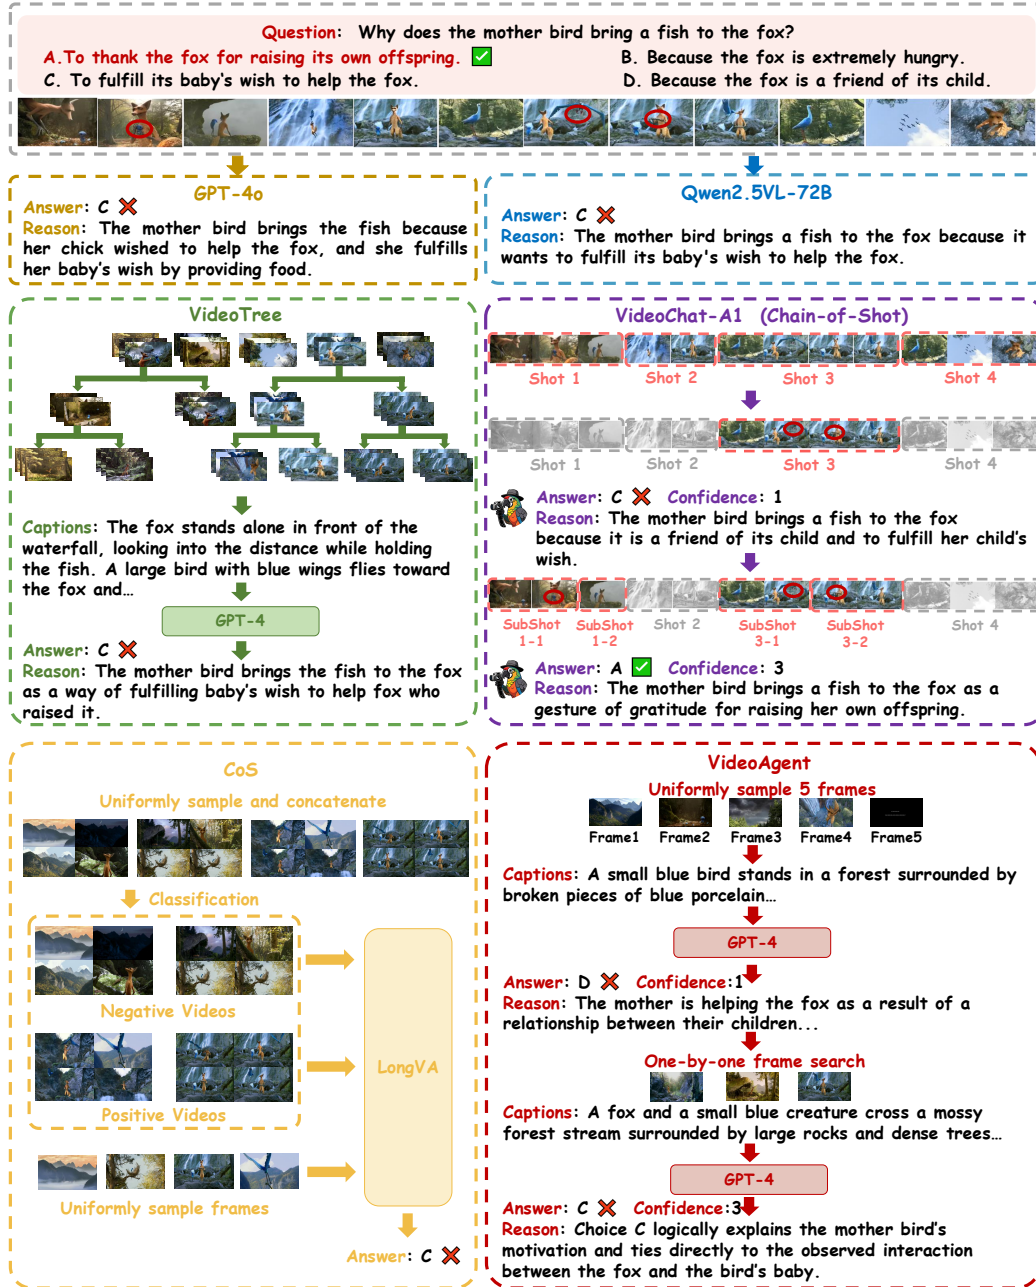 Question: Why does the mother bird bring a fish to the fox?
A.To thank the fox for raising its own offspring.
B. Because the fox is extremely hungry.
C. To fulfill its baby's wish to help the fox.
D. Because the fox is a friend of its child.
GPT-4o
Answer: C
Reason: The mother bird brings the fish because
her chick wished to help the fox, and she fulfills
her baby's wish by providing food.
Qwen2.5VL-72B
Answer: C
Reason: The mother bird brings a fish to the fox because it
wants to fulfill its baby's wish to help the fox.
VideoTree
Captions: The fox stands alone in front of the
waterfall, looking into the distance while holding
the fish. A large bird with blue wings flies toward
the fox and…
GPT-4
Answer: C
Reason: The mother bird brings the fish to the fox
as a way of fulfilling baby's wish to help fox who
raised it.
VideoChat-A1 (Chain-of-Shot)
Shot 1
Shot 2
Shot 3
Shot 4
Shot 1
Shot 2
Shot 3
Shot 4
Answer: C
Confidence: 1
Reason: The mother bird brings a fish to the fox
because it is a friend of its child and to fulfill her child's
wish.
SubShot
1-1
SubShot
1-2
Shot 2
SubShot
3-1
SubShot
3-2
Shot 4
Answer: A
Confidence: 3
Reason: The mother bird brings a fish to the fox as a
gesture of gratitude for raising her own offspring.
CoS
Uniformly sample and concatenate
Classification
Negative Videos
Positive Videos
LongVA
Uniformly sample frames
Answer: C
VideoAgent
Uniformly sample 5 frames
Frame1
Frame2
Frame3
Frame4
Frame5
Captions: A small blue bird stands in a forest surrounded by
broken pieces of blue porcelain…
GPT-4
Answer: D
Confidence:1
Reason: The mother is helping the fox as a result of a
relationship between their children...
One-by-one frame search
Captions: A fox and a small blue creature cross a mossy
forest stream surrounded by large rocks and dense trees…
GPT-4
Answer: C
Confidence:3
Reason: Choice C logically explains the mother bird's
motivation and ties directly to the observed interaction
between the fox and the bird's baby.